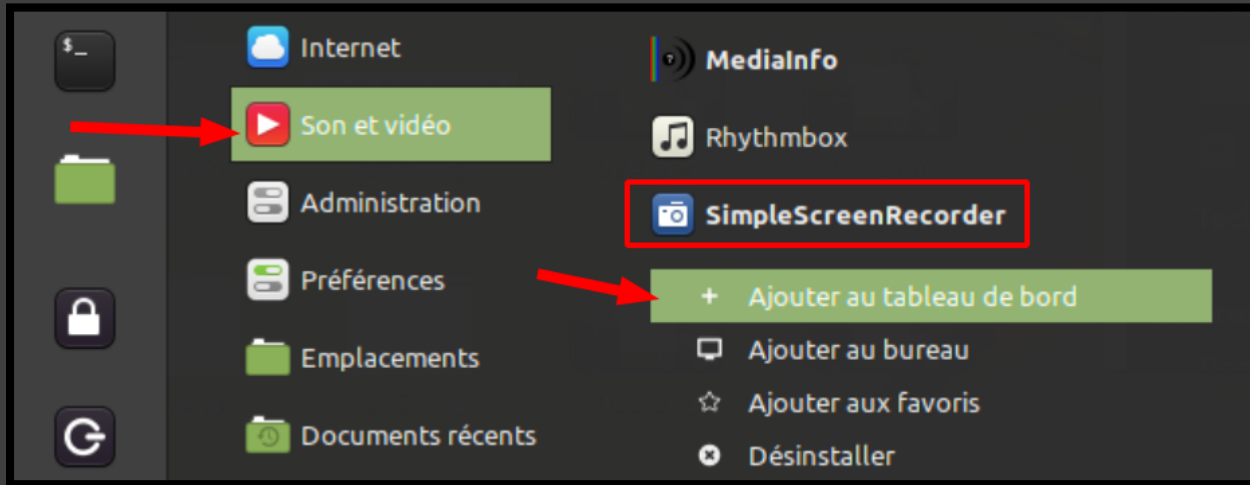 $_
Internet
Son et vidéo
Administration
Préférences
Emplacements
Documents récents
MediaInfo
Rhythmbox
SimpleScreenRecorder
+ Ajouter au tableau de bord
Ajouter au bureau
Ajouter aux favoris
Désinstaller